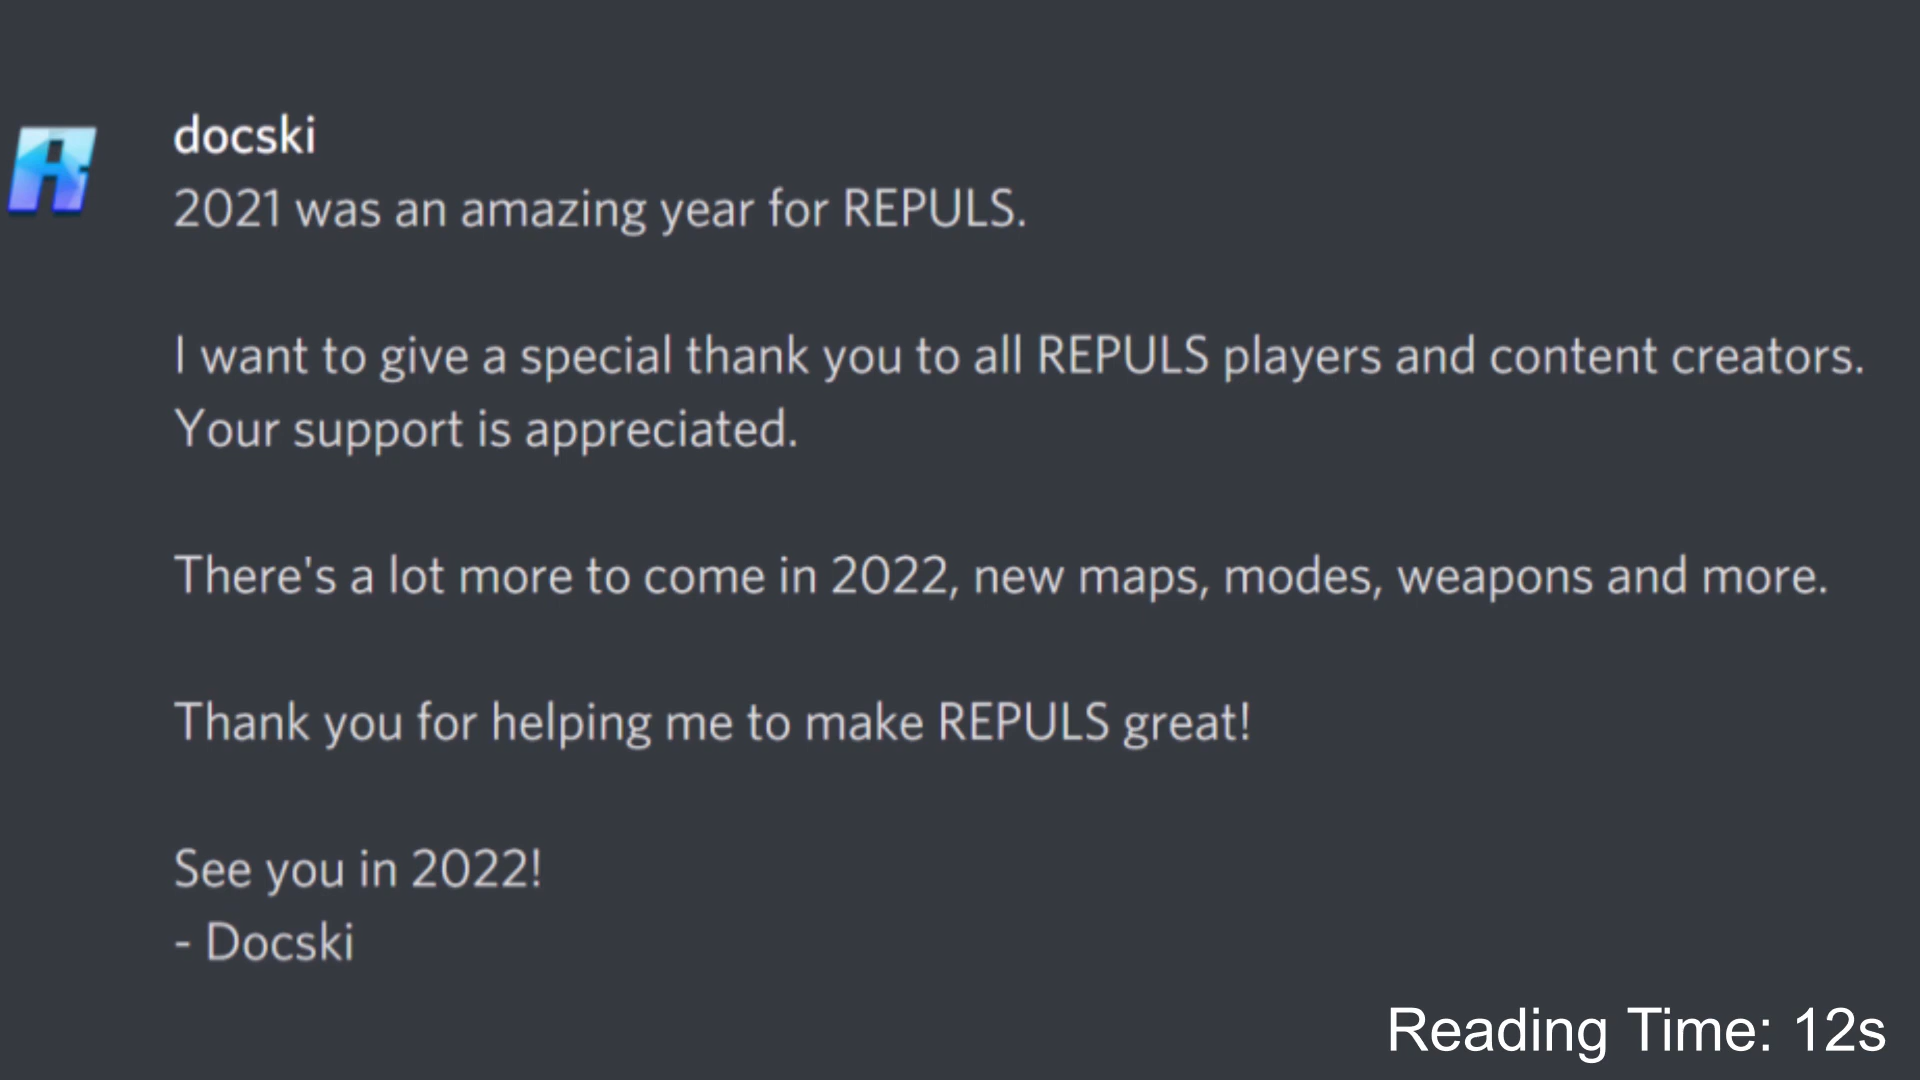 docski
2021 was an amazing year for REPULS.
I want to give a special thank you to all REPULS players and content creators.
Your support is appreciated.
There's a lot more to come in 2022, new maps, modes, weapons and more.
Thank you for helping me to make REPULS great!
See you in 2022!
- Docski
Reading Time: 12s